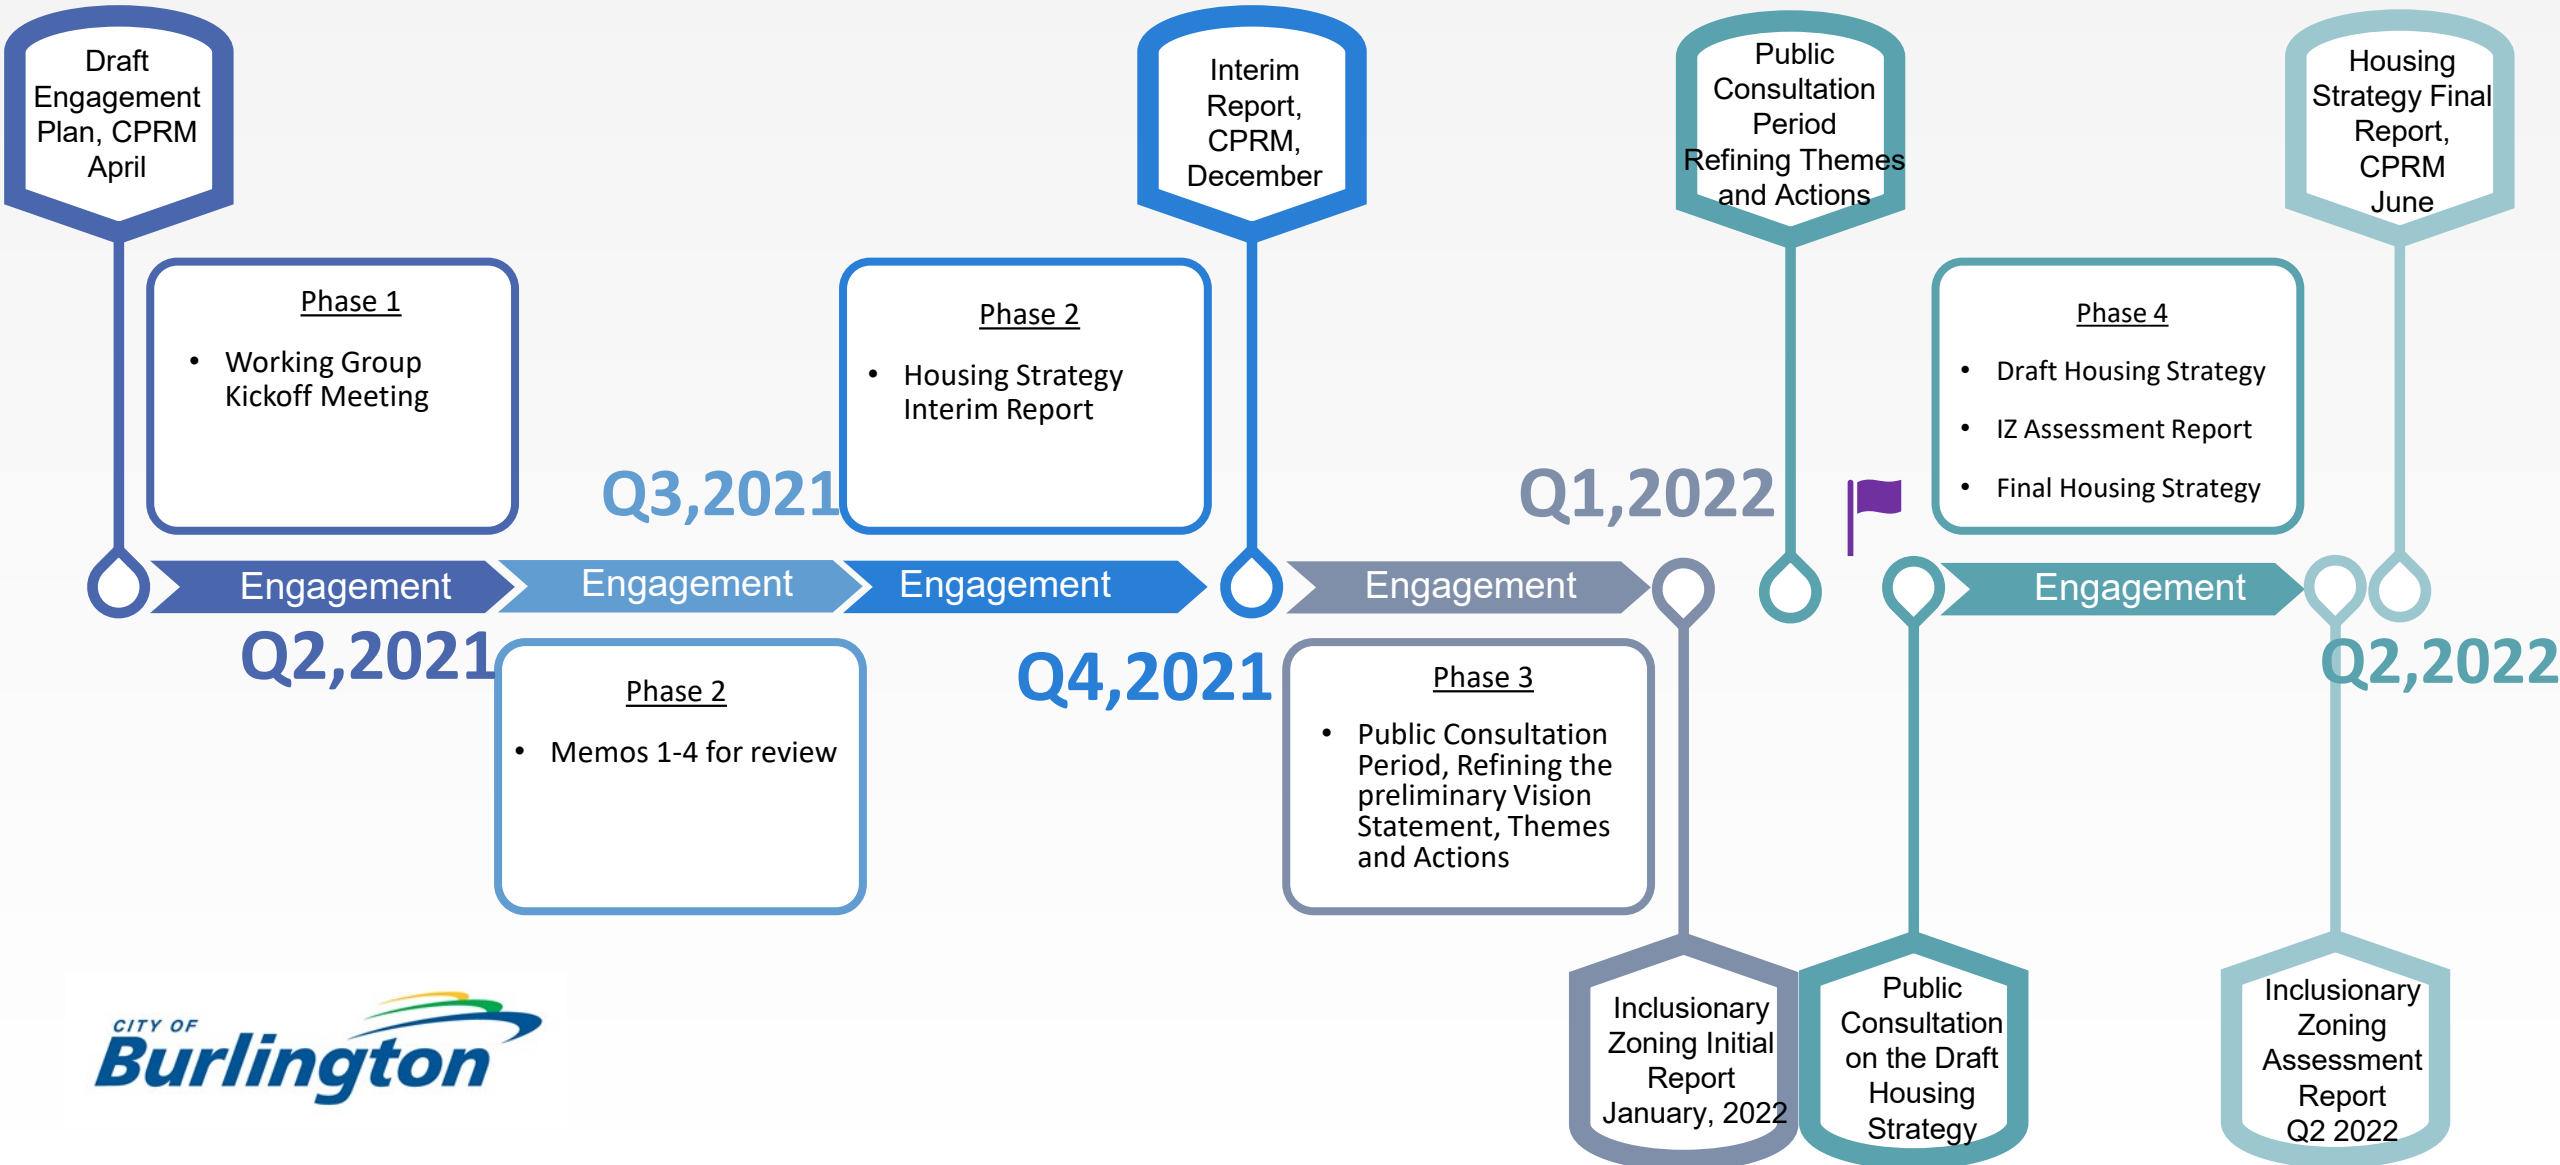 Draft
Engagement
Plan, CPRM
April
Interim
Report,
CPRM,
December
Public
Consultation
Period
Refining Themes
and Actions
Housing
Strategy Final
Report,
CPRM
June
Phase 1
• Working Group
Kickoff Meeting
Phase 2
• Housing Strategy
Interim Report
Phase 4
• Draft Housing Strategy
• IZ Assessment Report
• Final Housing Strategy
Q3,2021
Q1,2022
Engagement
Engagement
Engagement
Engagement
Engagement
Q2,2021
Q4,2021
Q2,2022
Phase 2
• Memos 1-4 for review
Phase 3
• Public Consultation
Period, Refining the
preliminary Vision
Statement, Themes
and Actions
Inclusionary
Zoning Initial
Report
January, 2022
Public
Consultation
on the Draft
Housing
Strategy
Inclusionary
Zoning
Assessment
Report
Q2 2022
CITY OF
Burlington